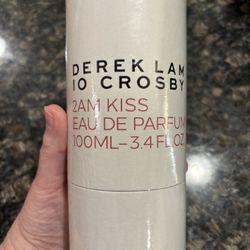 DEREK LAM
10 CROSBY
2AM KISS
EAU DE PARFUM
100ML–3.4 FL OZ